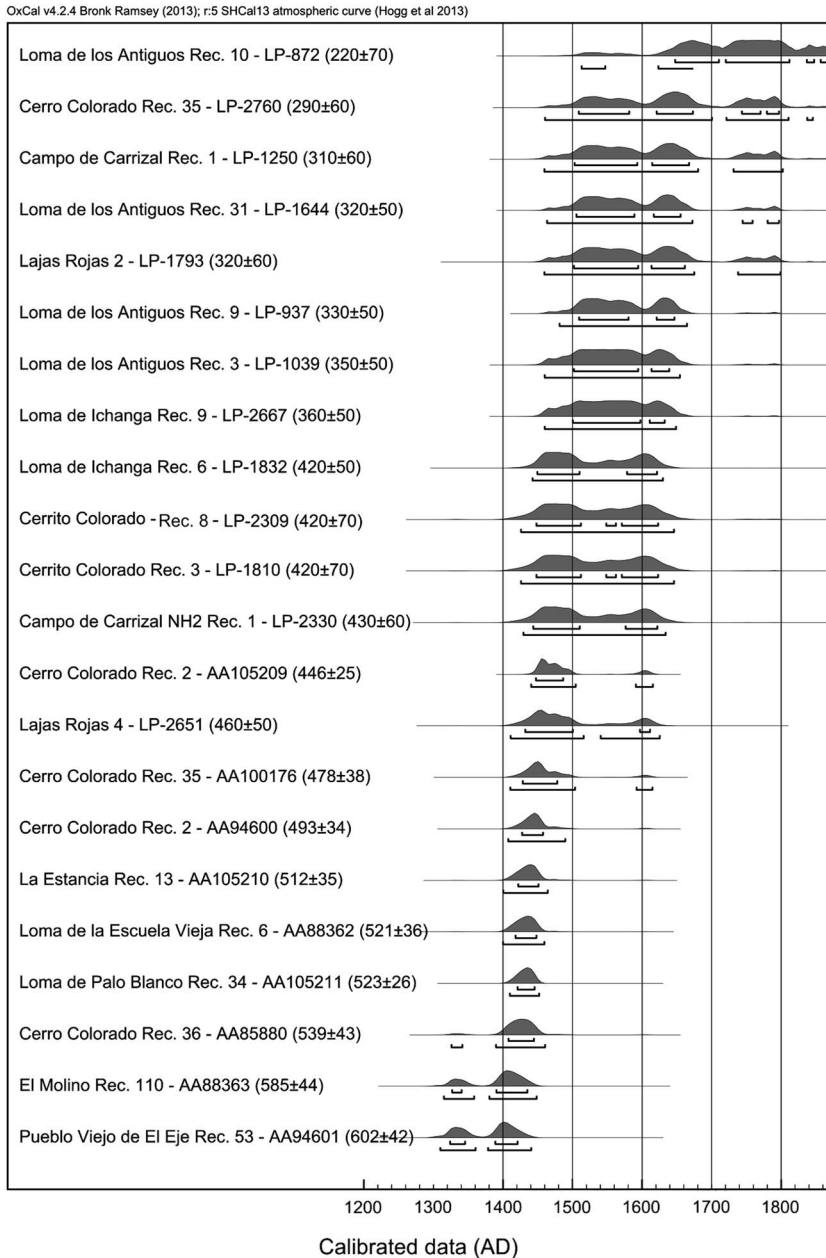 OxCal v4.2.4 Bronk Ramsey (2013); r:5 SHCal13 atmospheric curve (Hogg et al 2013)
Loma de los Antiguos Rec. 10 - LP-872 (220±70)
Cerro Colorado Rec. 35 - LP-2760 (290±60)
Campo de Carrizal Rec. 1 - LP-1250 (310±60)
Loma de los Antiguos Rec. 31 - LP-1644 (320±50)
Lajas Rojas 2 - LP-1793 (320±60)
Loma de los Antiguos Rec. 9 - LP-937 (330±50)
Loma de los Antiguos Rec. 3 - LP-1039 (350±50)
Loma de Ichanga Rec. 9 - LP-2667 (360±50)
Loma de Ichanga Rec. 6 - LP-1832 (420±50)
Cerrito Colorado - Rec. 8 - LP-2309 (420±70)
Cerrito Colorado Rec. 3 - LP-1810 (420±70)
Campo de Carrizal NH2 Rec. 1 - LP-2330 (430±60)
Cerro Colorado Rec. 2 - AA105209 (446±25)
Lajas Rojas 4 - LP-2651 (460±50)
Cerro Colorado Rec. 35 - AA100176 (478±38)
Cerro Colorado Rec. 2 - AA94600 (493±34)
La Estancia Rec. 13 - AA105210 (512±35)
Loma de la Escuela Vieja Rec. 6 - AA88362 (521±36)
Loma de Palo Blanco Rec. 34 - AA105211 (523±26)
Cerro Colorado Rec. 36 - AA85880 (539±43)
El Molino Rec. 110 - AA88363 (585±44)
Pueblo Viejo de El Eje Rec. 53 - AA94601 (602±42)
1200 1300 1400 1500 1600 1700 1800
Calibrated data (AD)